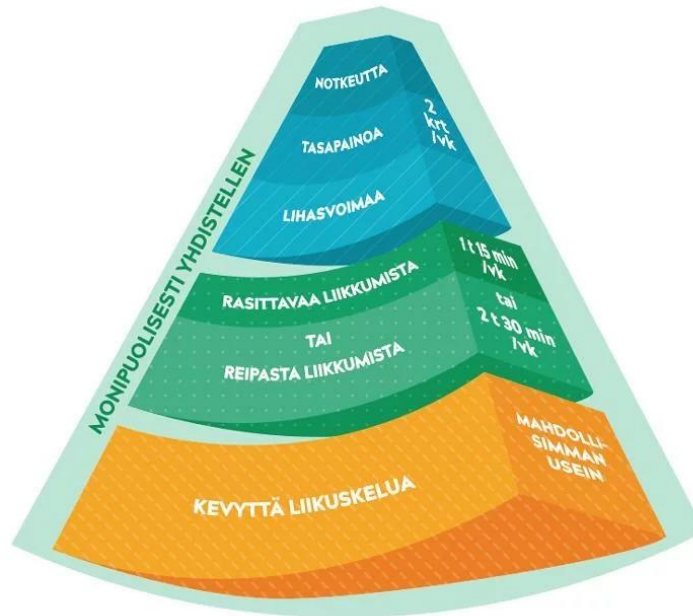 MONIPUOLISESTI YHDISTELLEN
NOTKEUTTA
TASAPAINOA
LIHASVOIMAA
2
krt
/vk
RASITTAVAA LIIKKUMISTA
TAI
REIPASTA LIIKKUMISTA
1 t 15 min
/vk
tai
2 t 30 min
/vk
KEVYTTÄ LIIKUSKELUA
MAHDOLLI-
SIMMAN
USEIN